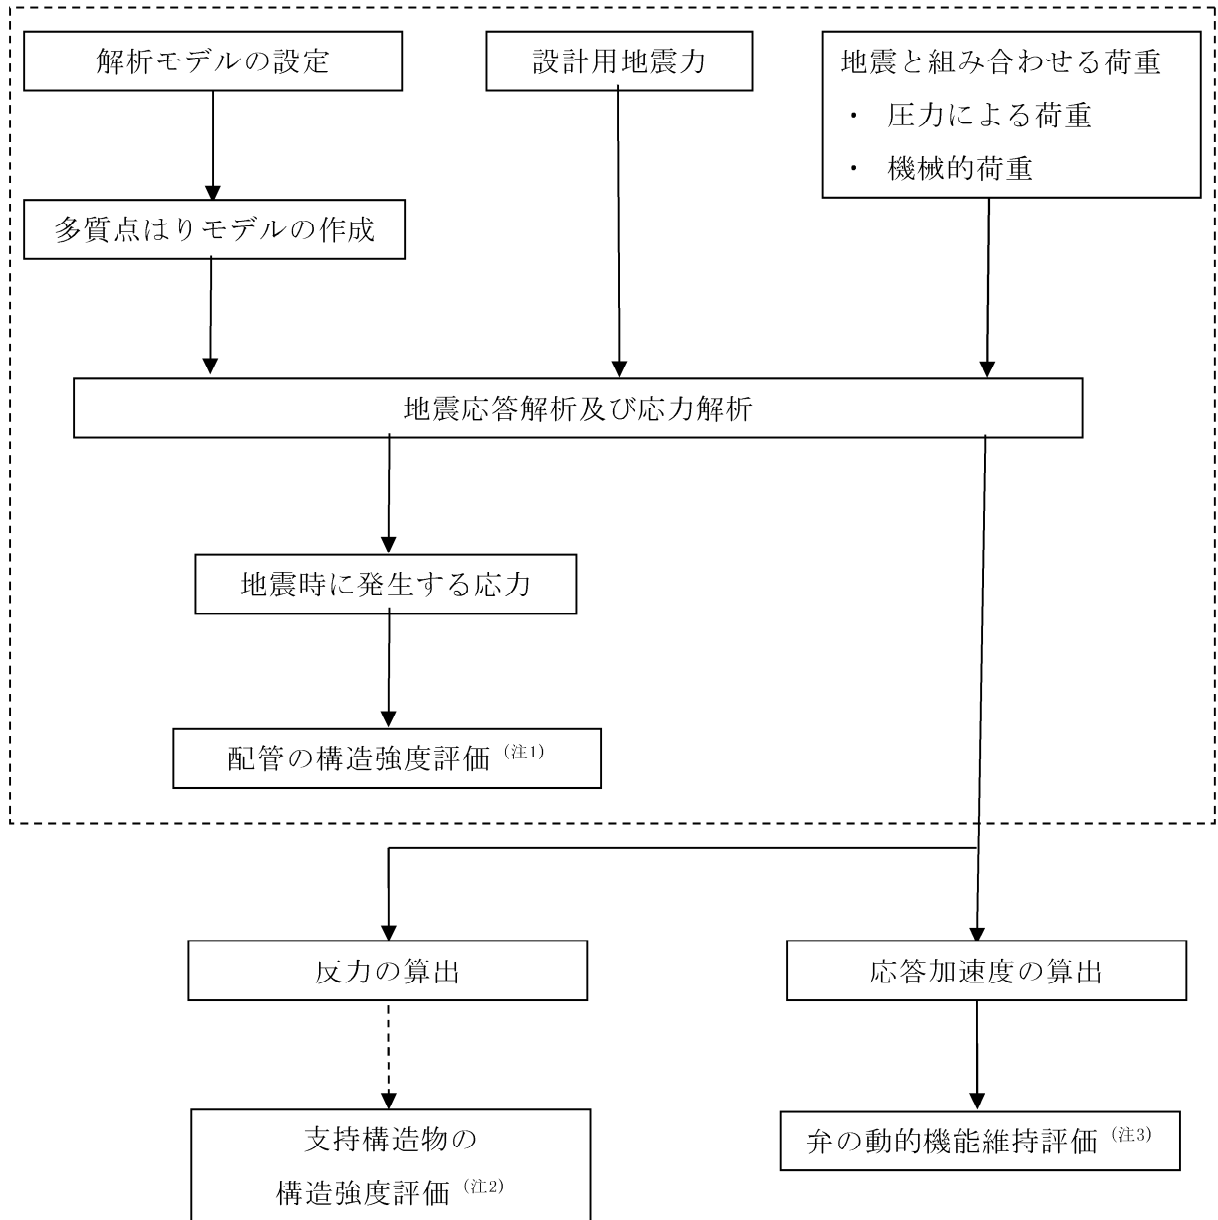 解析モデルの設定
設計用地震力
地震と組み合わせる荷重
・ 圧力による荷重
・ 機械的荷重
多質点はりモデルの作成
地震応答解析及び応力解析
地震時に発生する応力
配管の構造強度評価 (注1)
反力の算出
応答加速度の算出
支持構造物の
構造強度評価 (注2)
弁の動的機能維持評価 (注3)